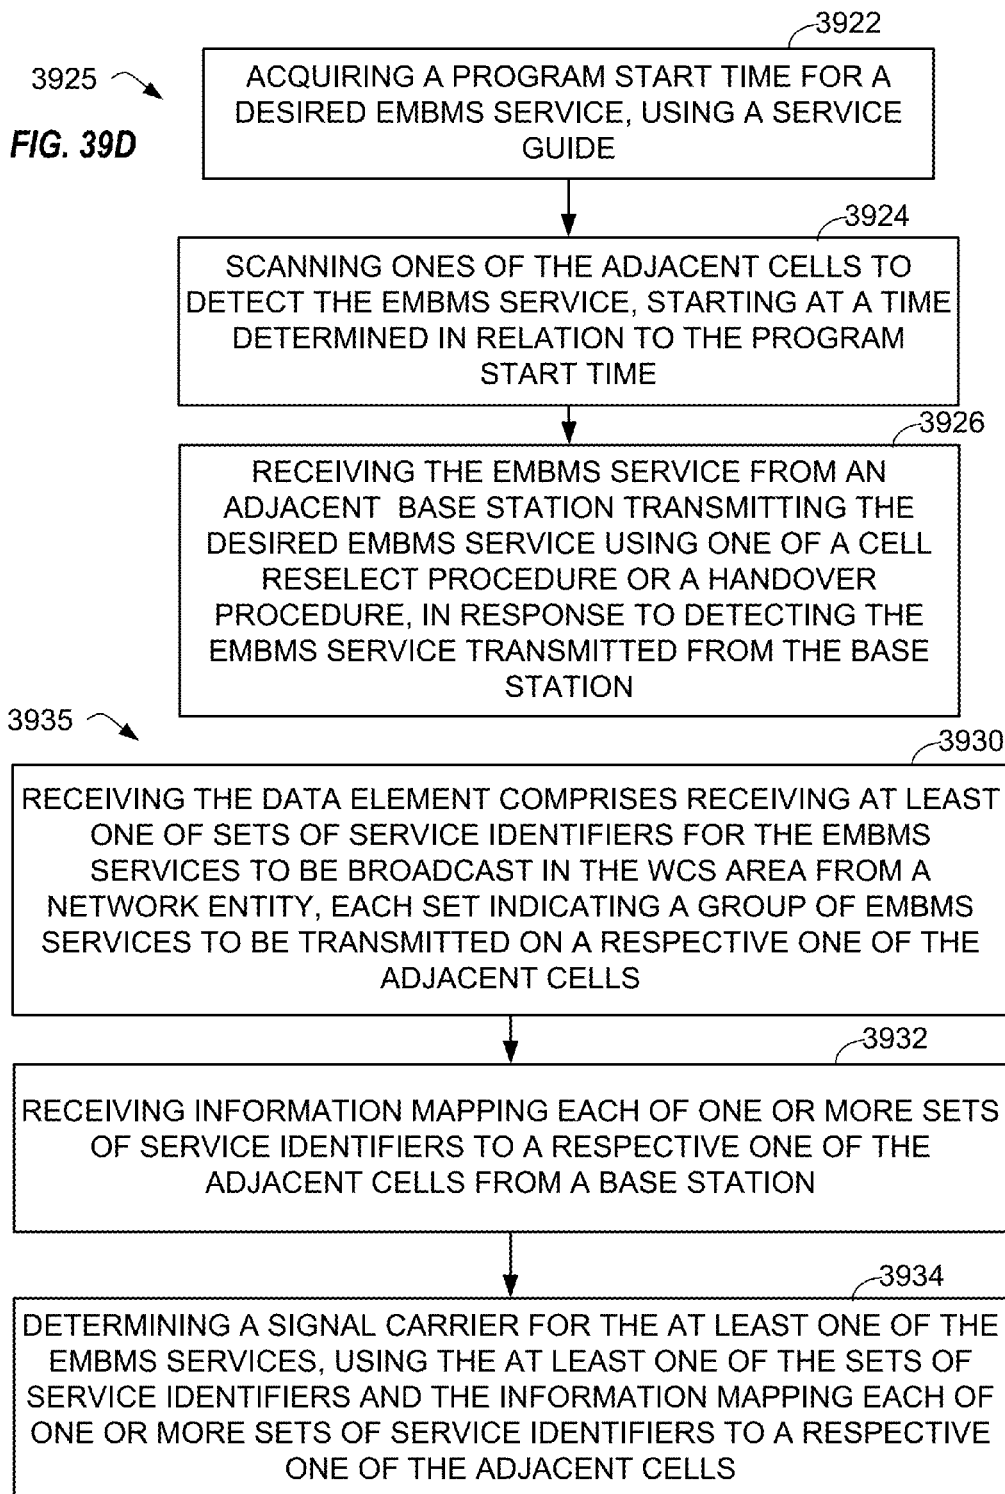 3922
3925
FIG. 39D
ACQUIRING A PROGRAM START TIME FOR A
DESIRED EMBMS SERVICE, USING A SERVICE
GUIDE
3924
SCANNING ONES OF THE ADJACENT CELLS TO
DETECT THE EMBMS SERVICE, STARTING AT A TIME
DETERMINED IN RELATION TO THE PROGRAM
START TIME
3926
RECEIVING THE EMBMS SERVICE FROM AN
ADJACENT BASE STATION TRANSMITTING THE
DESIRED EMBMS SERVICE USING ONE OF A CELL
RESELECT PROCEDURE OR A HANDOVER
PROCEDURE, IN RESPONSE TO DETECTING THE
EMBMS SERVICE TRANSMITTED FROM THE BASE
STATION
3935
3930
RECEIVING THE DATA ELEMENT COMPRISES RECEIVING AT LEAST
ONE OF SETS OF SERVICE IDENTIFIERS FOR THE EMBMS
SERVICES TO BE BROADCAST IN THE WCS AREA FROM A
NETWORK ENTITY, EACH SET INDICATING A GROUP OF EMBMS
SERVICES TO BE TRANSMITTED ON A RESPECTIVE ONE OF THE
ADJACENT CELLS
3932
RECEIVING INFORMATION MAPPING EACH OF ONE OR MORE SETS
OF SERVICE IDENTIFIERS TO A RESPECTIVE ONE OF THE
ADJACENT CELLS FROM A BASE STATION
3934
DETERMINING A SIGNAL CARRIER FOR THE AT LEAST ONE OF THE
EMBMS SERVICES, USING THE AT LEAST ONE OF THE SETS OF
SERVICE IDENTIFIERS AND THE INFORMATION MAPPING EACH OF
ONE OR MORE SETS OF SERVICE IDENTIFIERS TO A RESPECTIVE
ONE OF THE ADJACENT CELLS